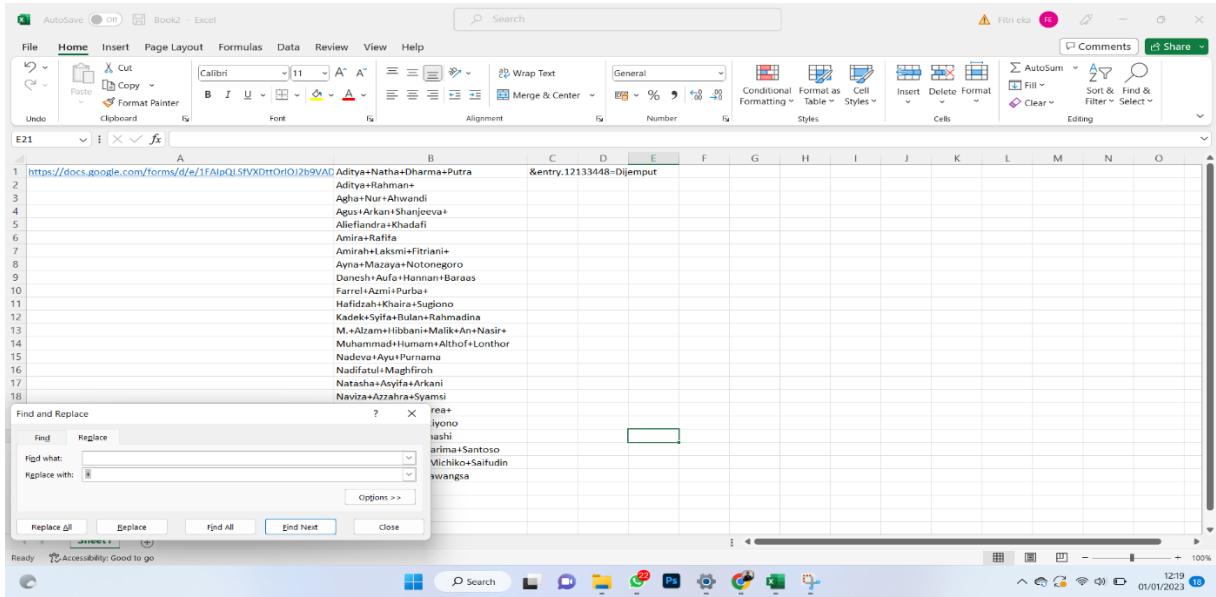 AutoSave Off Book2 - Excel Search Fitri eka FE
File Home Insert Page Layout Formulas Data Review View Help Comments Share
Cut Calibri 11 A^ Aˇ Wrap Text General AutoSum
Paste Copy Conditional Format as Cell Insert Delete Format Fill Sort & Find &
Format Painter B I U A Merge & Center % Formatting Table Styles Clear Filter Select
Undo Clipboard Font Alignment Number Styles Cells Editing
E21 fx
A B C D E F G H I J K L M N O
1 https://docs.google.com/forms/d/e/ Aditya+Natha+Dharma+Putra &entry.12133448=Dijemput
2 Aditya+Rahman+
3 Agha+Nur+Ahwandi
4 Agus+Arkan+Shanjeeva+
5 Aliefiandra+Khadafi
6 Amira+Rafifa
7 Amirah+Laksmi+Fitriani+
8 Ayna+Mazaya+Notonegoro
9 Danesh+Aufa+Hannan+Baraas
10 Farrel+Azmi+Purba+
11 Hafidzah+Khaira+Sugiono
12 Kadek+Syifa+Bulan+Rahmadina
13 M.+Alzam+Hibbani+Malik+An+Nasir+
14 Muhammad+Humam+Althof+Lonthor
15 Nadeva+Ayu+Purnama
16 Nadifatul+Maghfiroh
17 Natasha+Asyifa+Arkani
18 Naviza+Azzahra+Syamsi
Find and Replace ? rea+
iyono
Find Replace ashi
arima+Santoso
Find what: Michiko+Saifudin
Replace with: + awangsa
Options >>
Replace All Replace Find All Find Next Close
Sheet1
Ready Accessibility: Good to go 100%
Search 22 Ps 12:19
01/01/2023 18